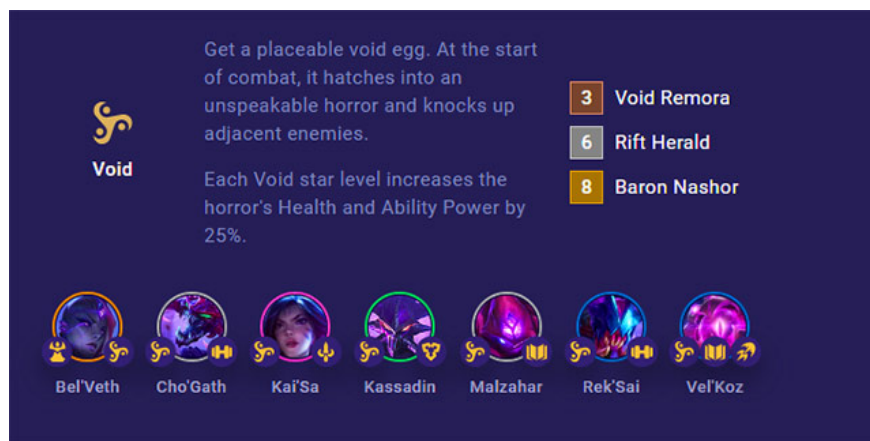 Get a placeable void egg. At the start
of combat, it hatches into an
unspeakable horror and knocks up
adjacent enemies.
Each Void star level increases the
horror's Health and Ability Power by
25%.
Void
3 Void Remora
6 Rift Herald
8 Baron Nashor
Bel'Veth Cho'Gath Kai'Sa Kassadin Malzahar Rek'Sai Vel'Koz